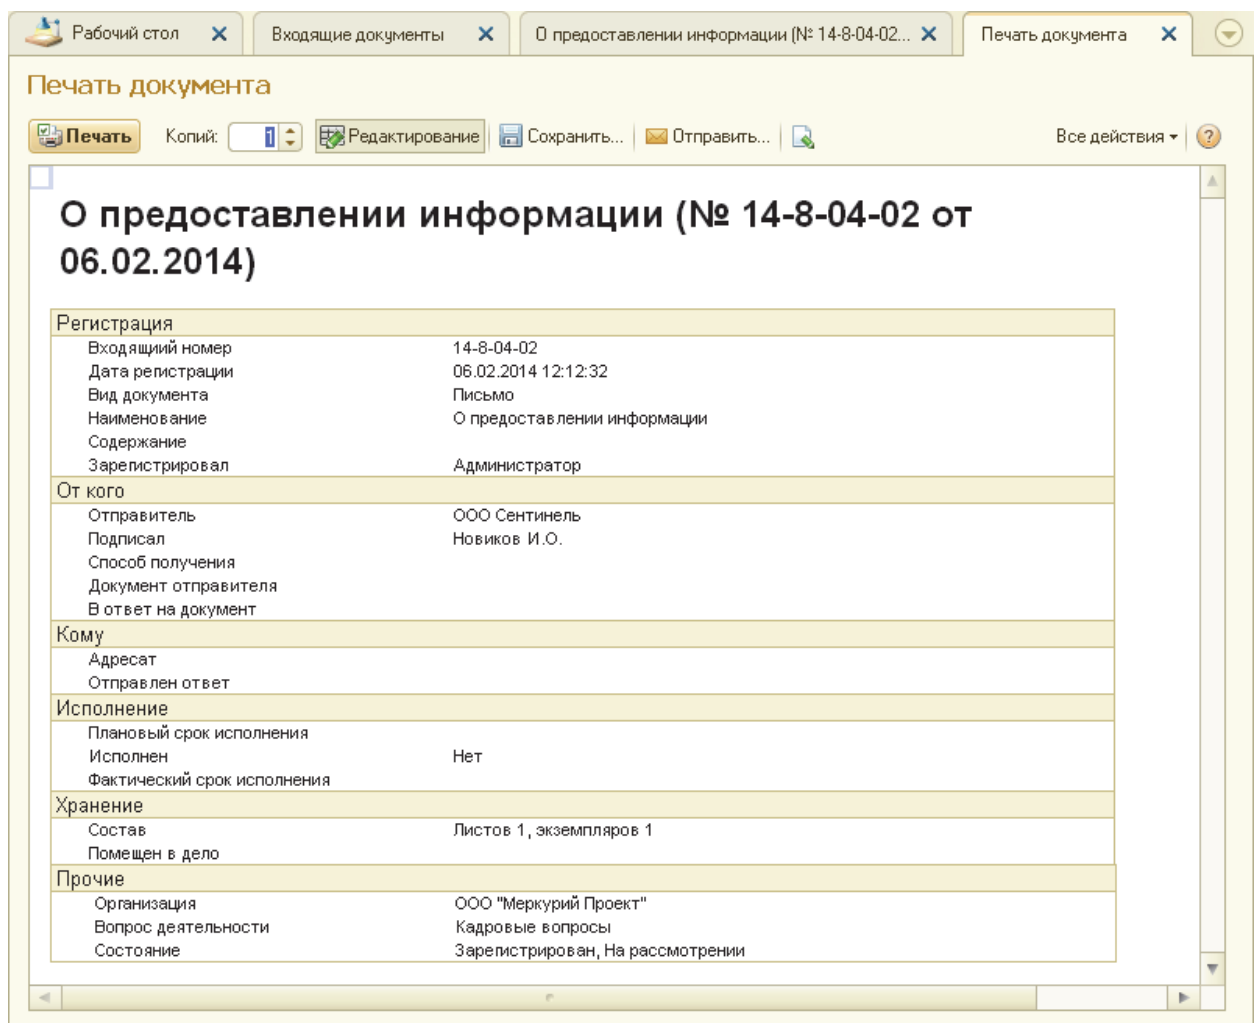 Рабочий стол
Входящие документы
О предоставлении информации (№ 14-8-04-02...
Печать документа
Печать документа
Печать Копий: 1 Редактирование Сохранить... Отправить... Все действия ?
О предоставлении информации (№ 14-8-04-02 от
06.02.2014)
Регистрация
Входящиий номер 14-8-04-02
Дата регистрации 06.02.2014 12:12:32
Вид документа Письмо
Наименование О предоставлении информации
Содержание
Зарегистрировал Администратор
От кого
Отправитель ООО Сентинель
Подписал Новиков И.О.
Способ получения
Документ отправителя
В ответ на документ
Кому
Адресат
Отправлен ответ
Исполнение
Плановый срок исполнения
Исполнен Нет
Фактический срок исполнения
Хранение
Состав Листов 1, экземпляров 1
Помещен в дело
Прочие
Организация ООО "Меркурий Проект"
Вопрос деятельности Кадровые вопросы
Состояние Зарегистрирован, На рассмотрении